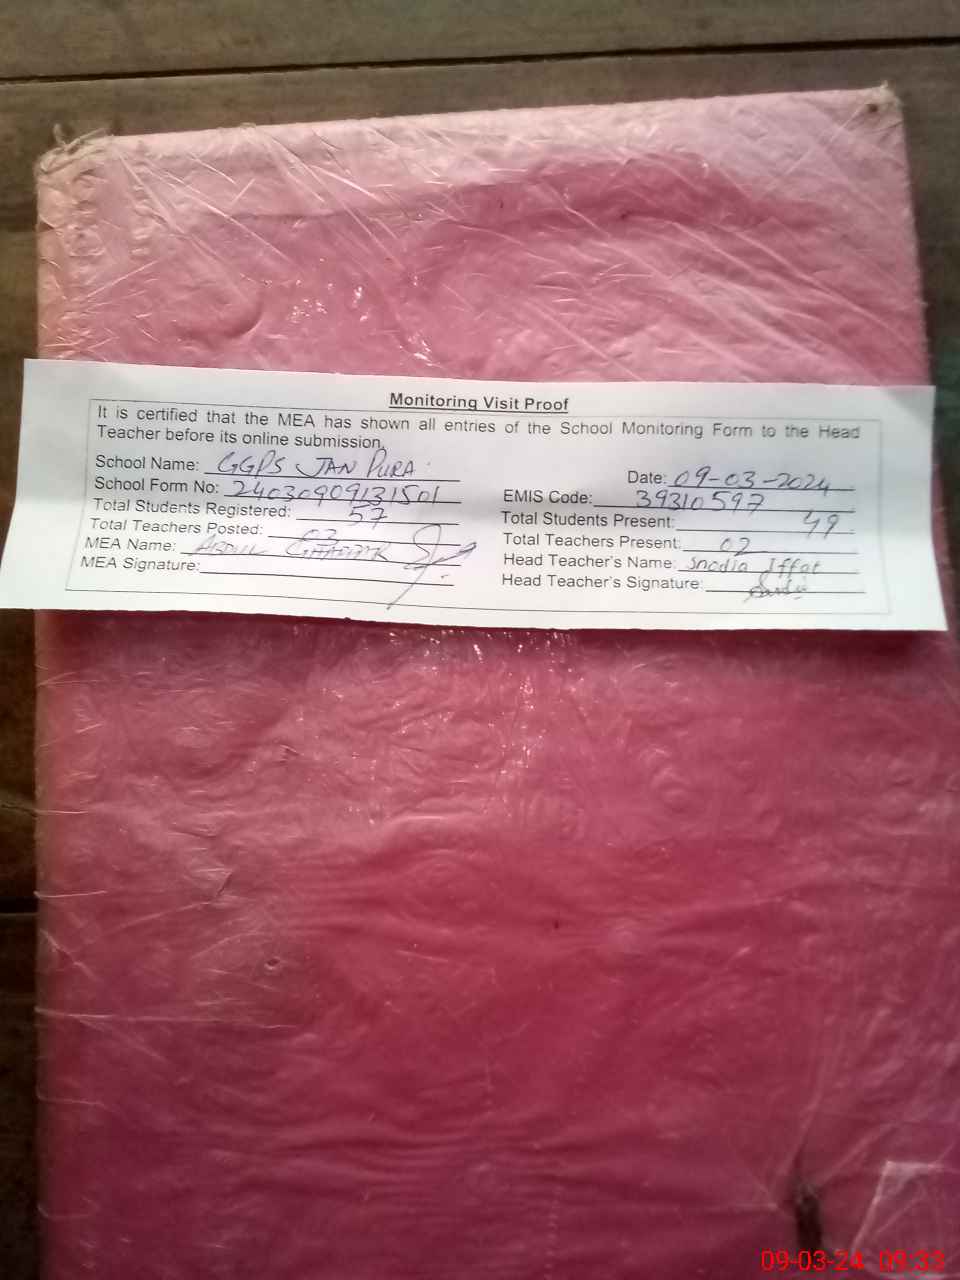 Monitoring Visit Proof
It is certified that the MEA has shown all entries of the School Monitoring Form to the Head
Teacher before its online submission.
School Name: GGPS JAN PURA Date: 09-03-2024
School Form No: 24030909131501 EMIS Code: 39310597
Total Students Registered: 57 Total Students Present: 49
Total Teachers Posted: 03 Total Teachers Present: 02
MEA Name: Abdul Head Teacher's Name: Iffat
MEA Signature: Head Teacher's Signature:
09-03-24 09:33